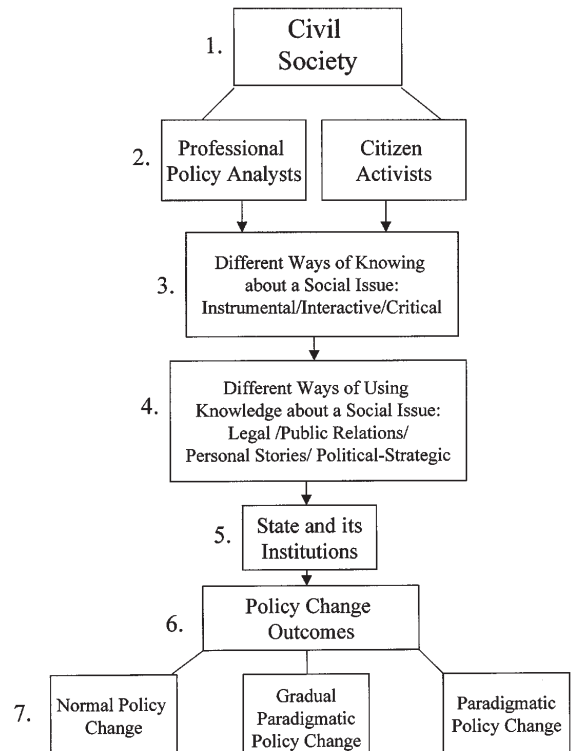 1.
Civil
Society
2.
Professional
Policy Analysts
Citizen
Activists
3.
Different Ways of Knowing
about a Social Issue:
Instrumental/Interactive/Critical
4.
Different Ways of Using
Knowledge about a Social Issue:
Legal /Public Relations/
Personal Stories/ Political-Strategic
5.
State and its
Institutions
6.
Policy Change
Outcomes
7.
Normal Policy
Change
Gradual
Paradigmatic
Policy Change
Paradigmatic
Policy Change